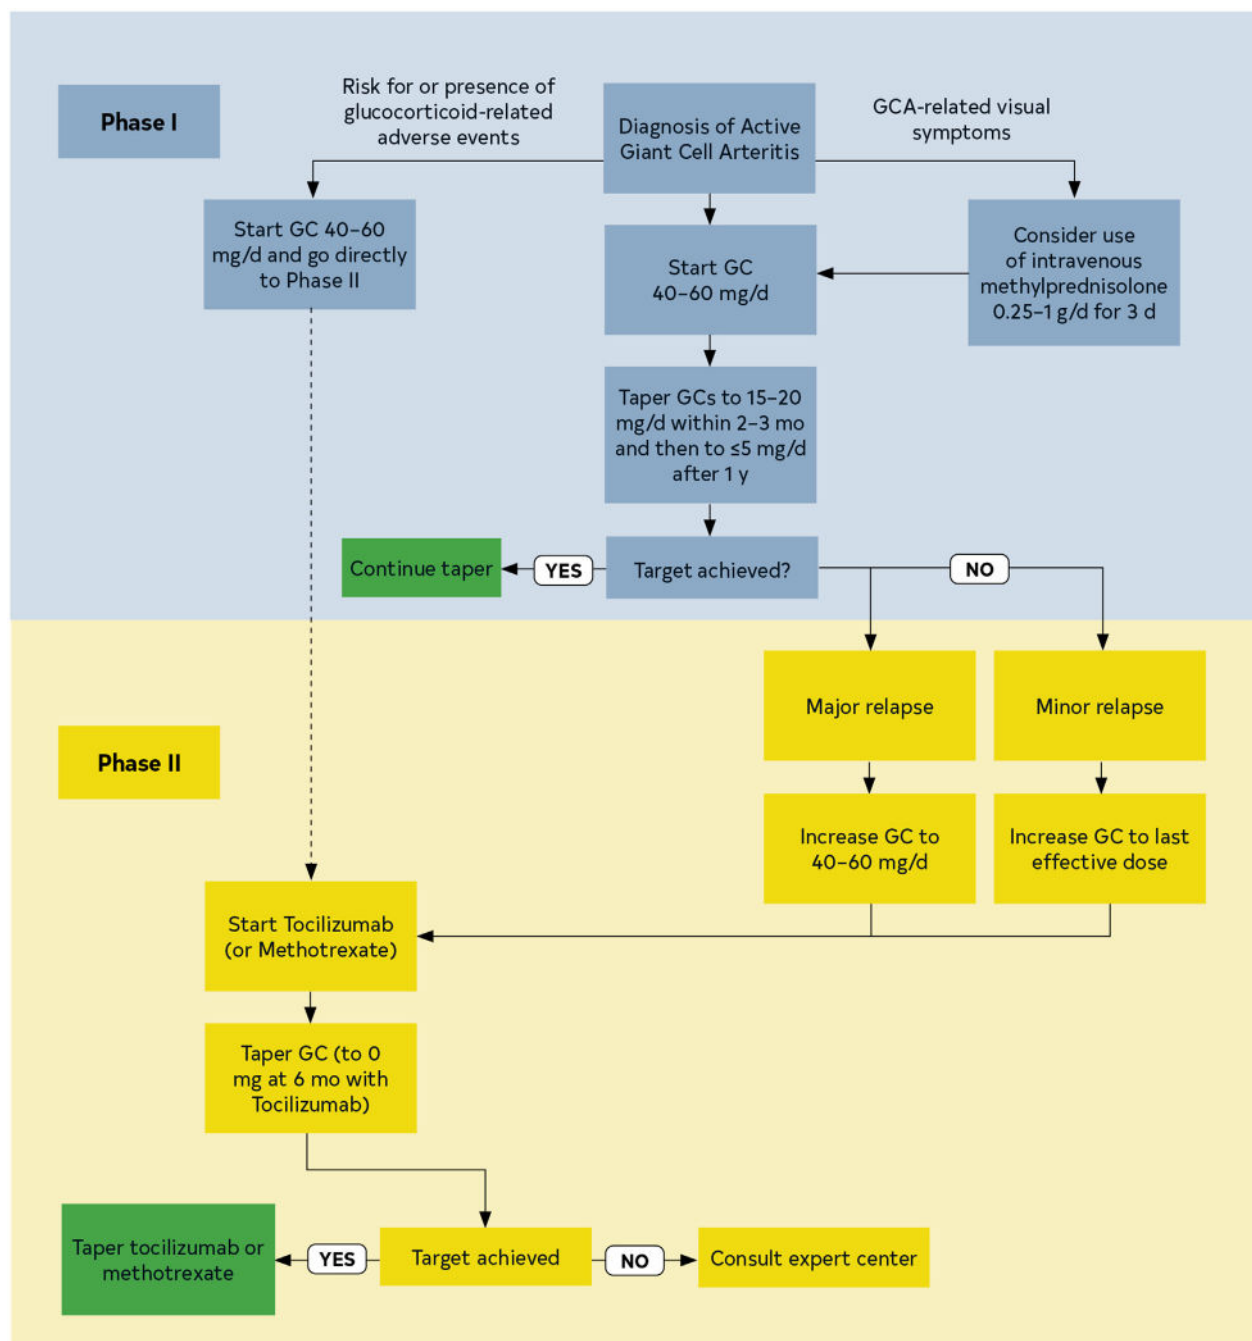 Phase I
Risk for or presence of
glucocorticoid-related
adverse events
Diagnosis of Active
Giant Cell Arteritis
GCA-related visual
symptoms
Start GC 40–60
mg/d and go directly
to Phase II
Start GC
40–60 mg/d
Consider use
of intravenous
methylprednisolone
0.25–1 g/d for 3 d
Taper GCs to 15–20
mg/d within 2–3 mo
and then to ≤5 mg/d
after 1 y
Continue taper
YES
Target achieved?
NO
Phase II
Major relapse
Minor relapse
Increase GC to
40–60 mg/d
Increase GC to last
effective dose
Start Tocilizumab
(or Methotrexate)
Taper GC (to 0
mg at 6 mo with
Tocilizumab)
Taper tocilizumab or
methotrexate
YES
Target achieved
NO
Consult expert center